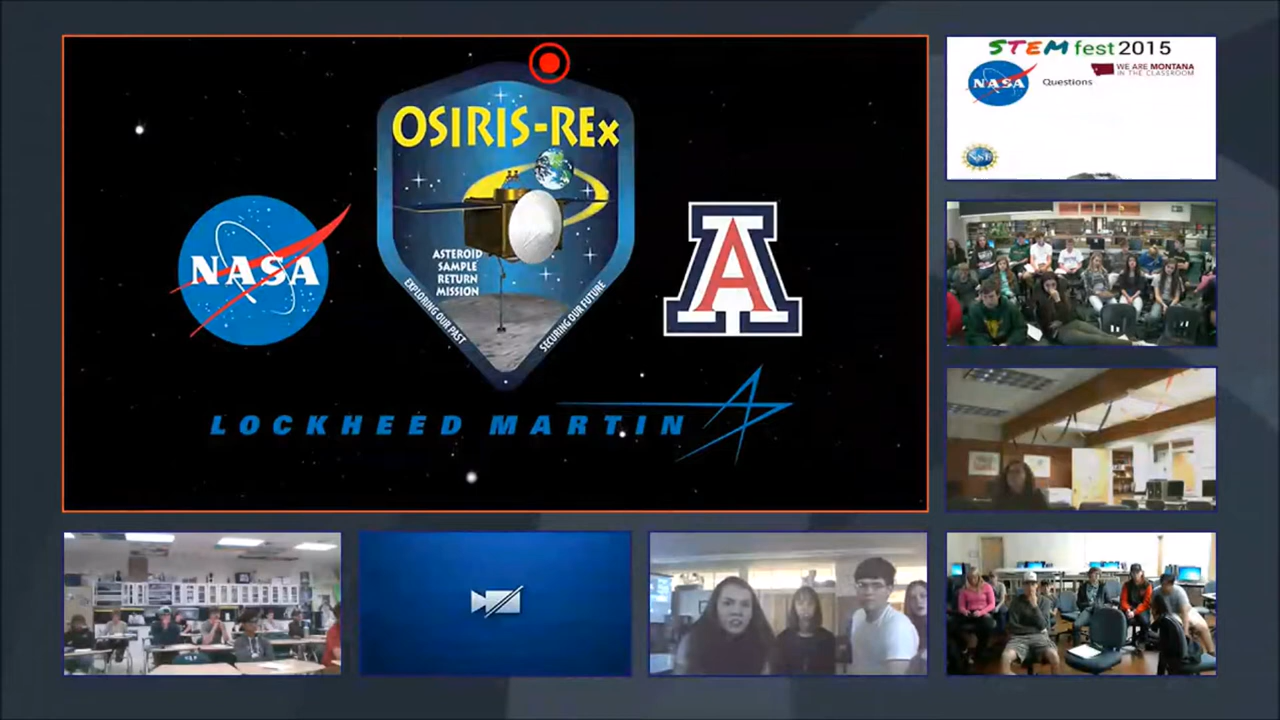 OSIRIS-REx
NASA
ASTEROID
SAMPLE
RETURN
MISSION
EXPLORING OUR PAST
SECURING OUR FUTURE
A
LOCKHEED MARTIN
STEM fest 2015
NASA
Questions
WE ARE MONTANA
IN THE CLASSROOM
NSF